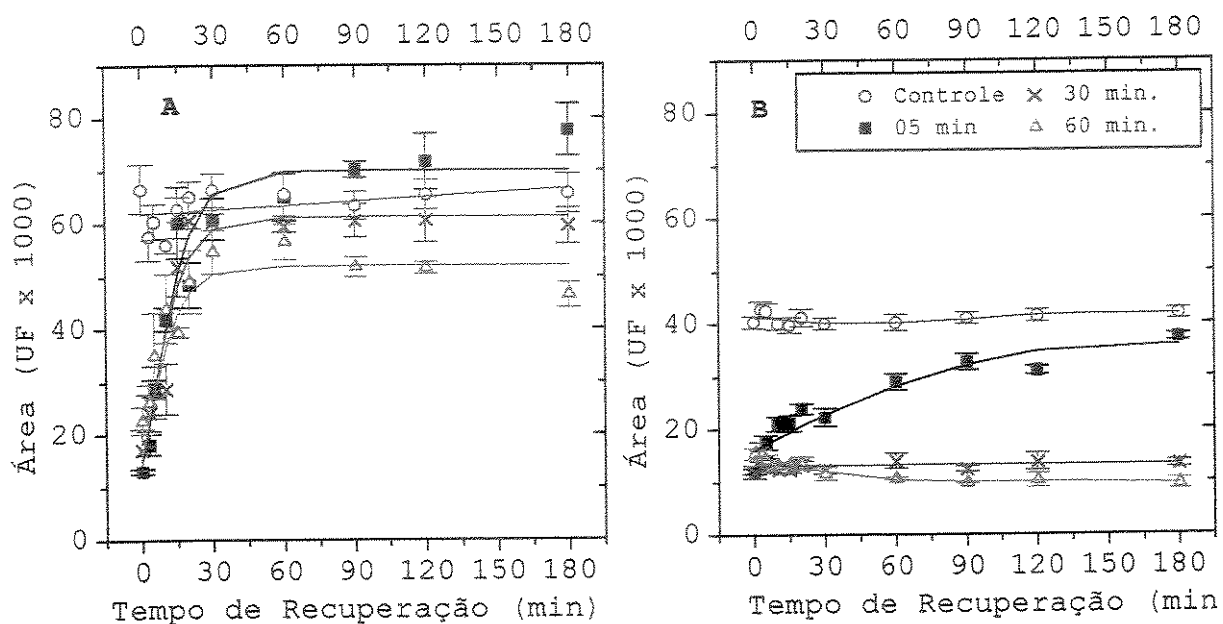 0 30 60 90 120 180
0 30 60 90 120 180
A
B
Controle 30 min.
05 min 60 min.
80
60
40
20
0
80
60
40
20
0
Área (UF x 1000)
Área (UF x 1000)
0 30 60 90 120 150 180
0 30 60 90 120 150 180
Tempo de Recuperação (min)
Tempo de Recuperação (min